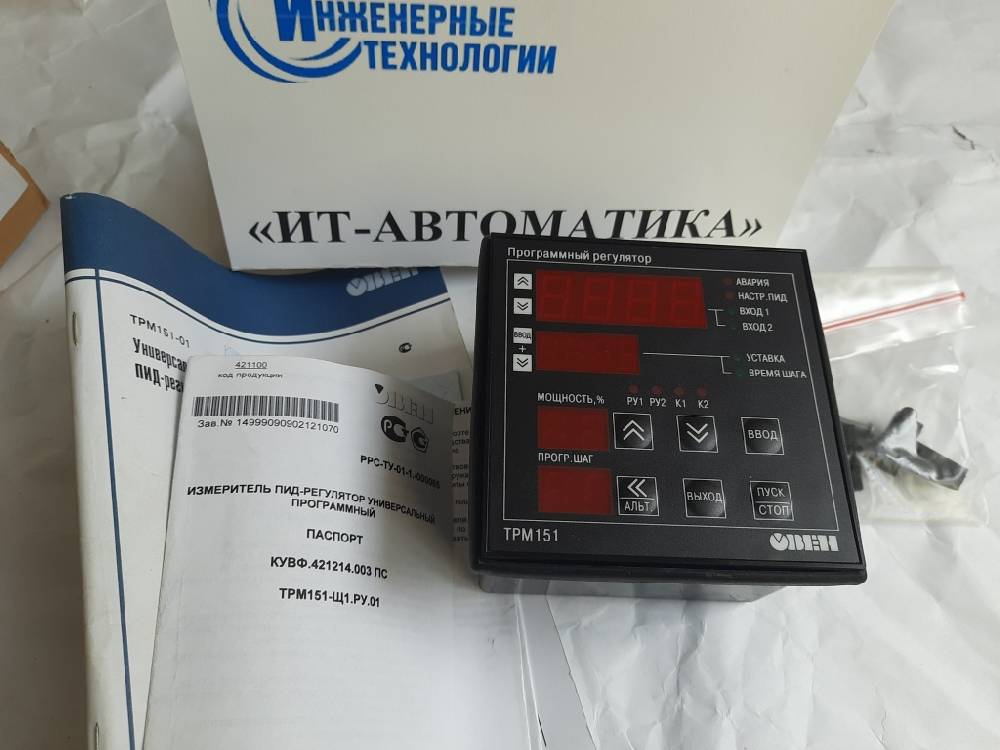 ИНЖЕНЕРНЫЕ
ТЕХНОЛОГИИ
«ИТ-АВТОМАТИКА»
ОВЕН
ТРМ151-01
ПИД-рег
421100
код продукции
ОВЕН
Зав.№ 14999090902121070
РРС-ТУ-01-1.-000085
ИЗМЕРИТЕЛЬ ПИД-РЕГУЛЯТОР УНИВЕРСАЛЬНЫЙ
ПРОГРАММНЫЙ
ПАСПОРТ
КУВФ.421214.003 ПС
ТРМ151-Щ1.РУ.01
Программный регулятор
АВАРИЯ
НАСТР.ПИД
ВХОД 1
ВХОД 2
ВВОД
+
УСТАВКА
ВРЕМЯ ШАГА
МОЩНОСТЬ,%
РУ1 РУ2 К1 К2
ВВОД
ПРОГР.ШАГ
АЛЬТ.
ВЫХОД
ПУСК
СТОП
ТРМ151
ОВЕН